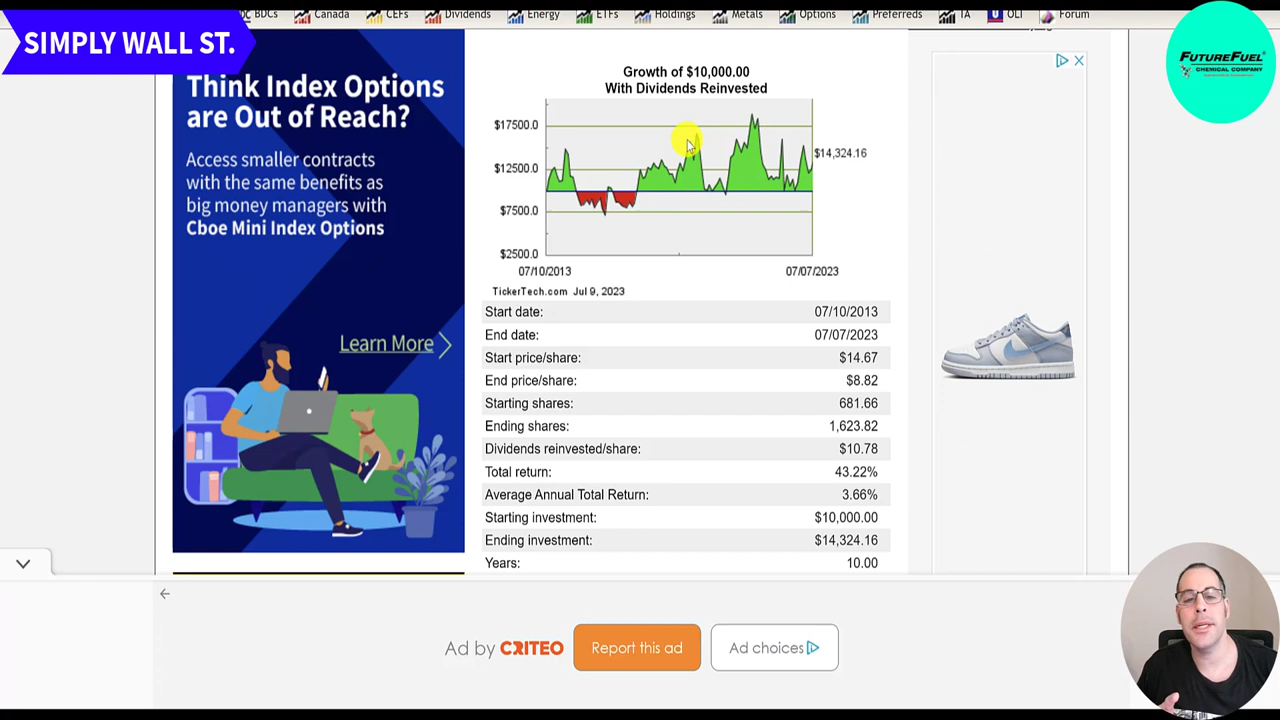 BDCs Canada CEFs Dividends Energy ETFs Holdings Metals Options Preferreds TA OLI Forum
SIMPLY WALL ST.
FUTUREFUEL
CHEMICAL COMPANY
Think Index Options
are Out of Reach?
Access smaller contracts
with the same benefits as
big money managers with
Cboe Mini Index Options
Learn More
Growth of $10,000.00
With Dividends Reinvested
$17500.0
$14,324.16
$12500.0
$7500.0
$2500.0
07/10/2013 07/07/2023
TickerTech.com Jul 9, 2023
Start date: 07/10/2013
End date: 07/07/2023
Start price/share: $14.67
End price/share: $8.82
Starting shares: 681.66
Ending shares: 1,623.82
Dividends reinvested/share: $10.78
Total return: 43.22%
Average Annual Total Return: 3.66%
Starting investment: $10,000.00
Ending investment: $14,324.16
Years: 10.00
Ad by CRITEO
Report this ad
Ad choices